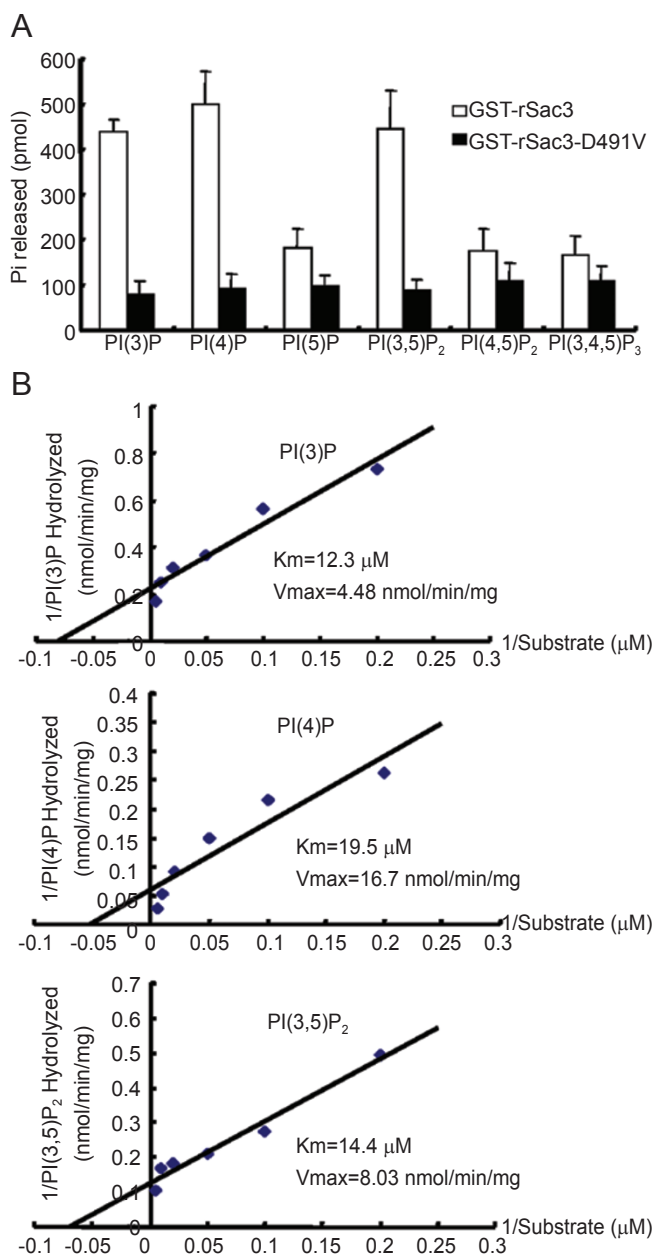 A
Pi released (pmol)
600
500
400
300
200
100
0
GST-rSac3
GST-rSac3-D491V
PI(3)P PI(4)P PI(5)P PI(3,5)P₂ PI(4,5)P₂ PI(3,4,5)P₃
B
1/PI(3)P Hydrolyzed
(nmol/min/mg)
1
0.8
0.6
0.4
0.2
0
PI(3)P
Km=12.3 μM
Vmax=4.48 nmol/min/mg
-0.1 -0.05 0 0.05 0.1 0.15 0.2 0.25 0.3
1/Substrate (μM)
1/PI(4)P Hydrolyzed
(nmol/min/mg)
0.4
0.35
0.3
0.25
0.2
0.15
0.1
0.05
0
PI(4)P
Km=19.5 μM
Vmax=16.7 nmol/min/mg
-0.1 -0.05 0 0.05 0.1 0.15 0.2 0.25 0.3
1/Substrate (μM)
1/PI(3,5)P₂ Hydrolyzed
(nmol/min/mg)
0.7
0.6
0.5
0.4
0.3
0.2
0.1
0
PI(3,5)P₂
Km=14.4 μM
Vmax=8.03 nmol/min/mg
-0.1 -0.05 0 0.05 0.1 0.15 0.2 0.25 0.3
1/Substrate (μM)